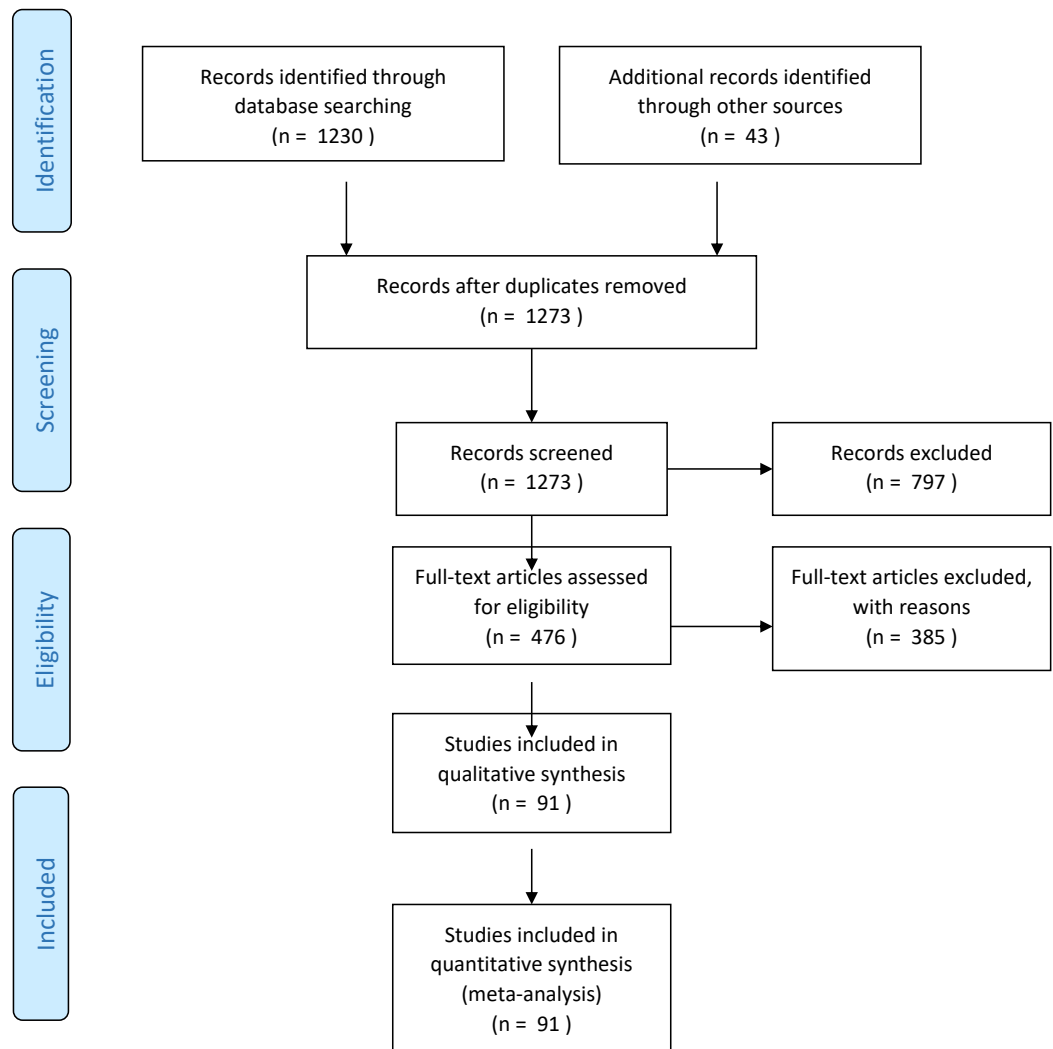 Identification
Records identified through
database searching
(n = 1230 )
Additional records identified
through other sources
(n = 43 )
Screening
Records after duplicates removed
(n = 1273 )
Records screened
(n = 1273 )
Records excluded
(n = 797 )
Eligibility
Full-text articles assessed
for eligibility
(n = 476 )
Full-text articles excluded,
with reasons
(n = 385 )
Included
Studies included in
qualitative synthesis
(n = 91 )
Studies included in
quantitative synthesis
(meta-analysis)
(n = 91 )